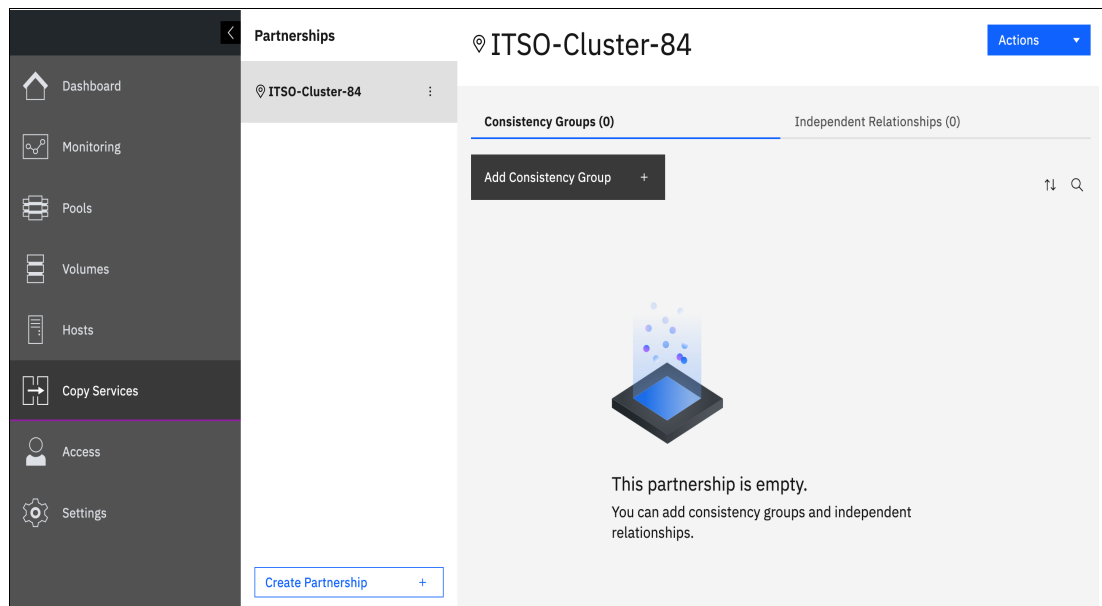 Dashboard
Monitoring
Pools
Volumes
Hosts
Copy Services
Access
Settings
Partnerships
ITSO-Cluster-84
Create Partnership +
ITSO-Cluster-84
Actions
Consistency Groups (0)
Independent Relationships (0)
Add Consistency Group +
This partnership is empty.
You can add consistency groups and independent
relationships.